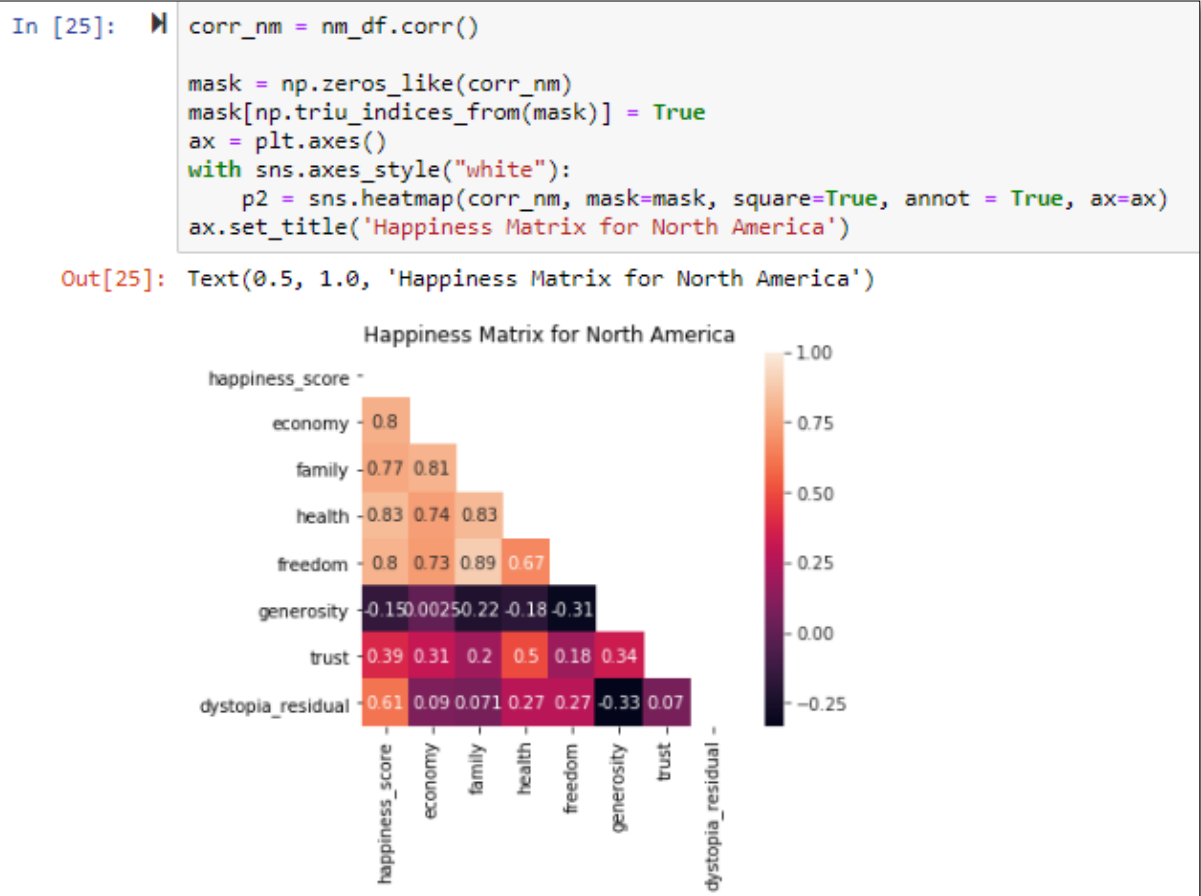 In [25]:
corr_nm = nm_df.corr()
mask = np.zeros_like(corr_nm)
mask[np.triu_indices_from(mask)] = True
ax = plt.axes()
with sns.axes_style("white"):
    p2 = sns.heatmap(corr_nm, mask=mask, square=True, annot = True, ax=ax)
ax.set_title('Happiness Matrix for North America')
Out[25]: Text(0.5, 1.0, 'Happiness Matrix for North America')
Happiness Matrix for North America
happiness_score
economy 0.8
family 0.77 0.81
health 0.83 0.74 0.83
freedom 0.8 0.73 0.89 0.67
generosity -0.15 0.0025 -0.22 -0.18 -0.31
trust 0.39 0.31 0.2 0.5 0.18 0.34
dystopia_residual 0.61 0.09 0.071 0.27 0.27 -0.33 0.07
happiness_score
economy
family
health
freedom
generosity
trust
dystopia_residual
1.00
0.75
0.50
0.25
0.00
−0.25